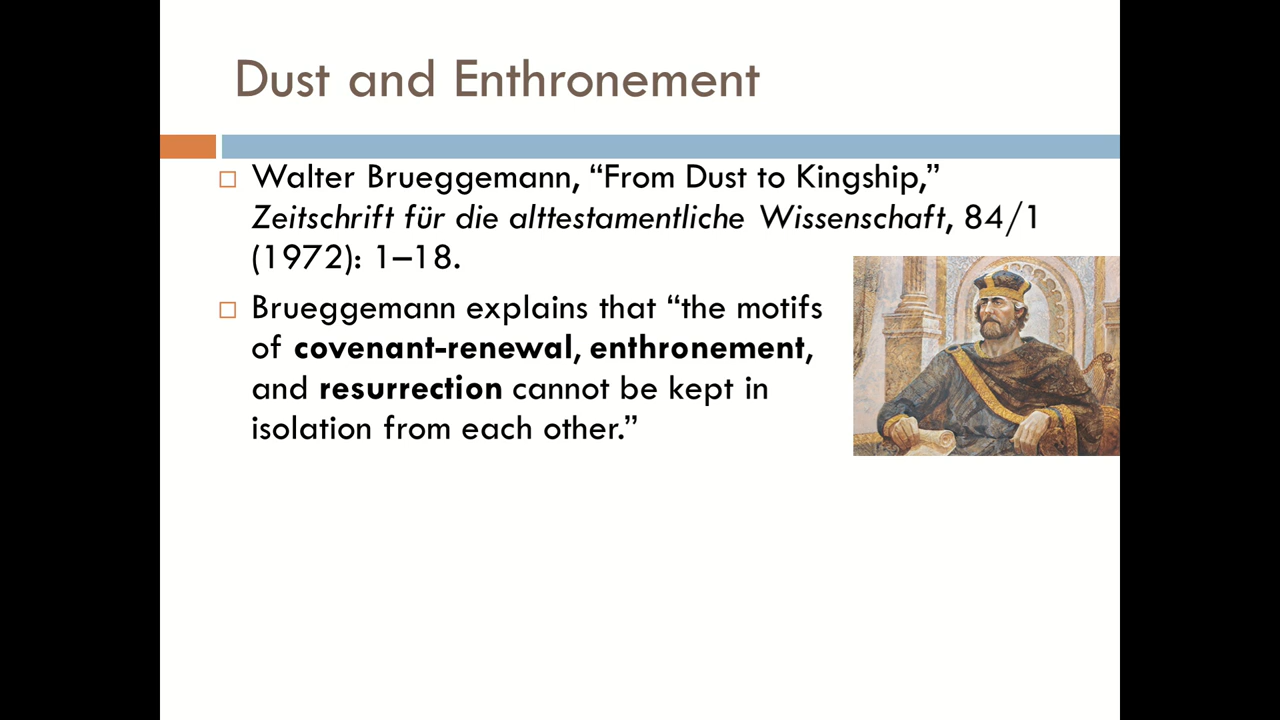 Dust and Enthronement
Walter Brueggemann, “From Dust to Kingship,”
Zeitschrift für die alttestamentliche Wissenschaft, 84/1
(1972): 1–18.
Brueggemann explains that “the motifs
of covenant-renewal, enthronement,
and resurrection cannot be kept in
isolation from each other.”